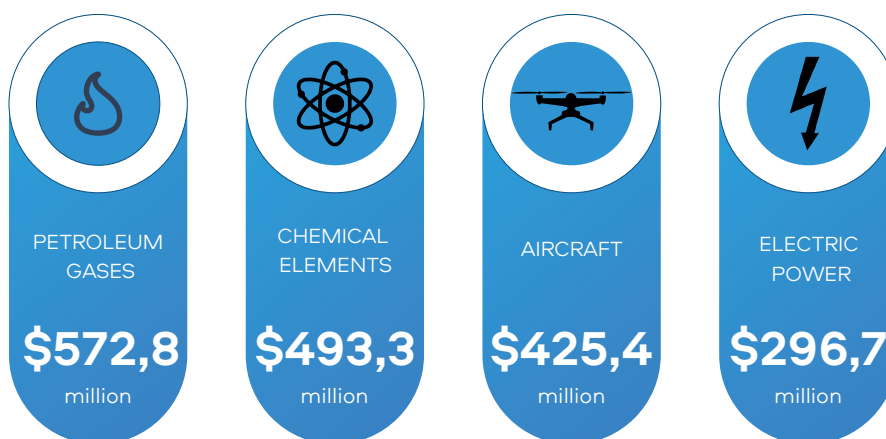 PETROLEUM
GASES
$572,8
million
CHEMICAL
ELEMENTS
$493,3
million
AIRCRAFT
$425,4
million
ELECTRIC
POWER
$296,7
million